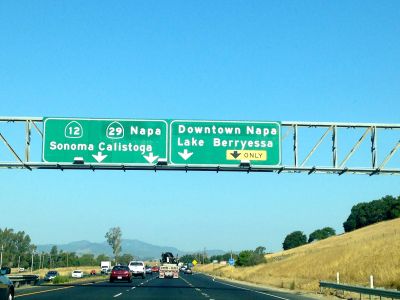 12 29 Napa
Sonoma Calistoga
Downtown Napa
Lake Berryessa
ONLY